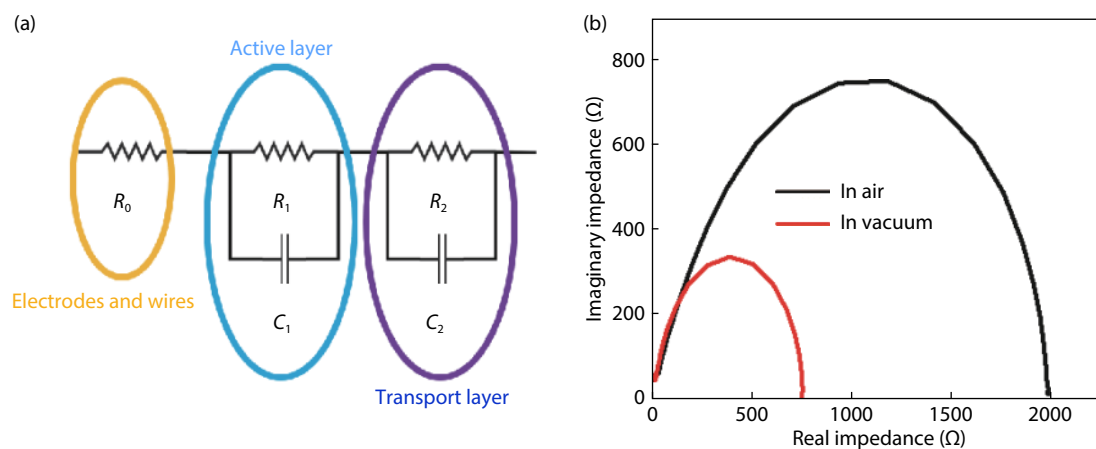 (a)
Active layer
R0
R1
R2
C1
C2
Electrodes and wires
Transport layer
(b)
Imaginary impedance (Ω)
800
600
400
200
0
In air
In vacuum
0
500
1000
1500
2000
Real impedance (Ω)